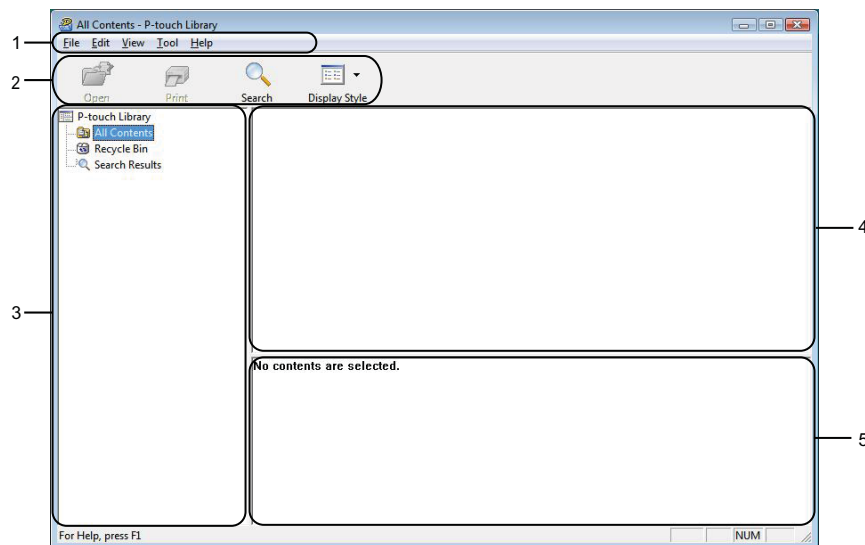 All Contents - P-touch Library
1
File Edit View Tool Help
2
Open Print Search Display Style
P-touch Library
All Contents
Recycle Bin
Search Results
4
3
No contents are selected.
5
For Help, press F1 NUM